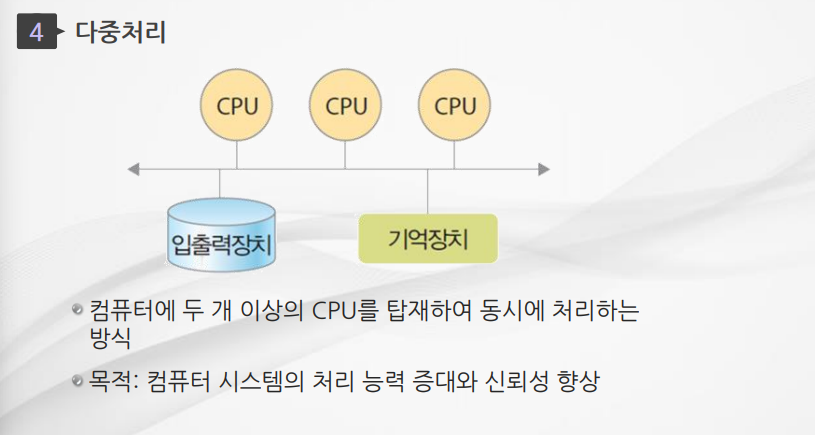 4 다중처리
CPU CPU CPU
입출력장치 기억장치
컴퓨터에 두 개 이상의 CPU를 탑재하여 동시에 처리하는
방식
목적: 컴퓨터 시스템의 처리 능력 증대와 신뢰성 향상